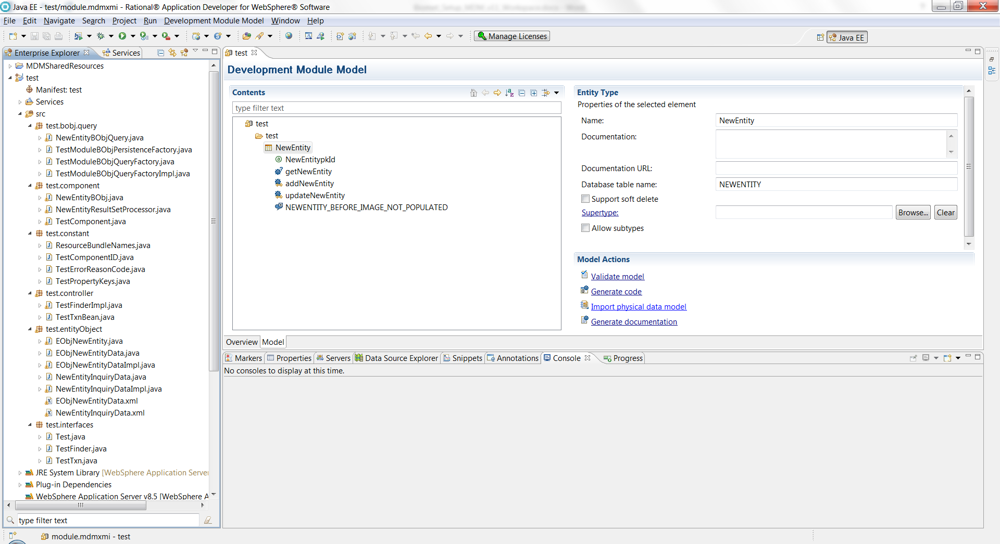 Java EE - test/module.mdmxmi - Rational® Application Developer for WebSphere® Software
File Edit Navigate Search Project Run Development Module Model Window Help
Manage Licenses
Java EE
Enterprise Explorer
Services
MDMSharedResources
test
Manifest: test
Services
src
test.bobj.query
NewEntityBObjQuery.java
TestModuleBObjPersistenceFactory.java
TestModuleBObjQueryFactory.java
TestModuleBObjQueryFactoryImpl.java
test.component
NewEntityBObj.java
NewEntityResultSetProcessor.java
TestComponent.java
test.constant
ResourceBundleNames.java
TestComponentID.java
TestErrorReasonCode.java
TestPropertyKeys.java
test.controller
TestFinderImpl.java
TestTxnBean.java
test.entityObject
EObjNewEntity.java
EObjNewEntityData.java
EObjNewEntityDataImpl.java
NewEntityInquiryData.java
NewEntityInquiryDataImpl.java
EObjNewEntityData.xml
NewEntityInquiryData.xml
test.interfaces
Test.java
TestFinder.java
TestTxn.java
JRE System Library [WebSphere Application Server
Plug-in Dependencies
WebSphere Application Server v8.5 [WebSphere A
type filter text
test
Development Module Model
Contents
type filter text
test
test
NewEntity
NewEntitypkId
getNewEntity
addNewEntity
updateNewEntity
NEWENTITY_BEFORE_IMAGE_NOT_POPULATED
Entity Type
Properties of the selected element
Name: NewEntity
Documentation:
Documentation URL:
Database table name: NEWENTITY
Support soft delete
Supertype: Browse... Clear
Allow subtypes
Model Actions
Validate model
Generate code
Import physical data model
Generate documentation
Overview Model
Markers Properties Servers Data Source Explorer Snippets Annotations Console Progress
No consoles to display at this time.
module.mdmxmi - test